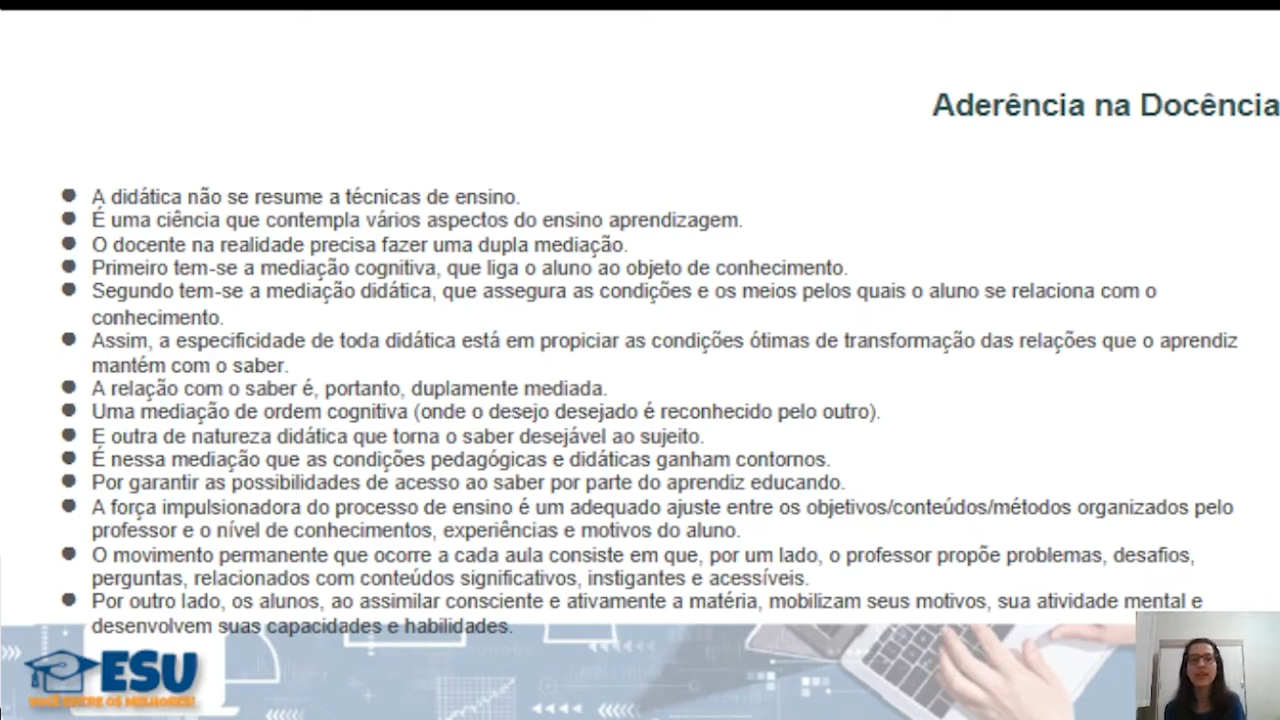 Aderência na Docência
A didática não se resume a técnicas de ensino.
É uma ciência que contempla vários aspectos do ensino aprendizagem.
O docente na realidade precisa fazer uma dupla mediação.
Primeiro tem-se a mediação cognitiva, que liga o aluno ao objeto de conhecimento.
Segundo tem-se a mediação didática, que assegura as condições e os meios pelos quais o aluno se relaciona com o
conhecimento.
Assim, a especificidade de toda didática está em propiciar as condições ótimas de transformação das relações que o aprendiz
mantém com o saber.
A relação com o saber é, portanto, duplamente mediada.
Uma mediação de ordem cognitiva (onde o desejo desejado é reconhecido pelo outro).
E outra de natureza didática que torna o saber desejável ao sujeito.
É nessa mediação que as condições pedagógicas e didáticas ganham contornos.
Por garantir as possibilidades de acesso ao saber por parte do aprendiz educando.
A força impulsionadora do processo de ensino é um adequado ajuste entre os objetivos/conteúdos/métodos organizados pelo
professor e o nível de conhecimentos, experiências e motivos do aluno.
O movimento permanente que ocorre a cada aula consiste em que, por um lado, o professor propõe problemas, desafios,
perguntas, relacionados com conteúdos significativos, instigantes e acessíveis.
Por outro lado, os alunos, ao assimilar consciente e ativamente a matéria, mobilizam seus motivos, sua atividade mental e
desenvolvem suas capacidades e habilidades.
ESU
VOCÊ ENTRE OS MELHORES!